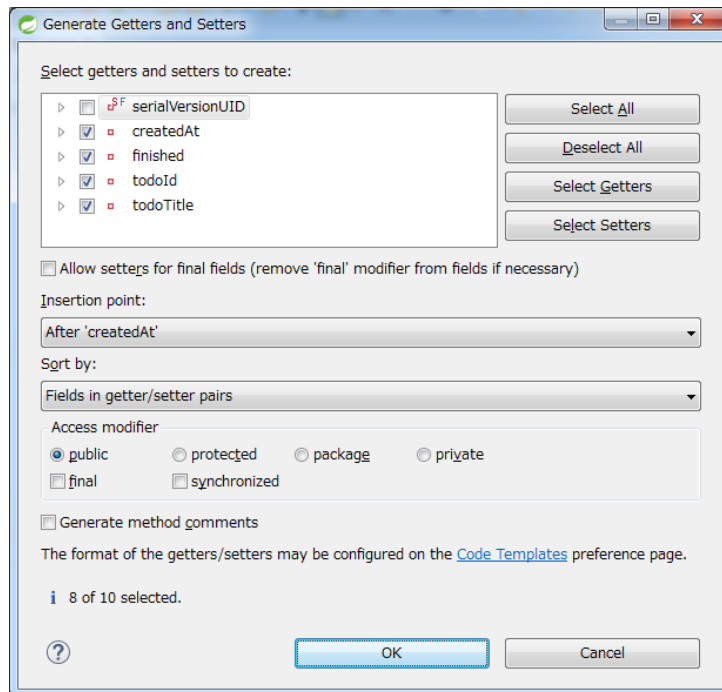 Generate Getters and Setters
Select getters and setters to create:
SF serialVersionUID
createdAt
finished
todoId
todoTitle
Select All
Deselect All
Select Getters
Select Setters
Allow setters for final fields (remove 'final' modifier from fields if necessary)
Insertion point:
After 'createdAt'
Sort by:
Fields in getter/setter pairs
Access modifier
public protected package private
final synchronized
Generate method comments
The format of the getters/setters may be configured on the Code Templates preference page.
i 8 of 10 selected.
? OK Cancel